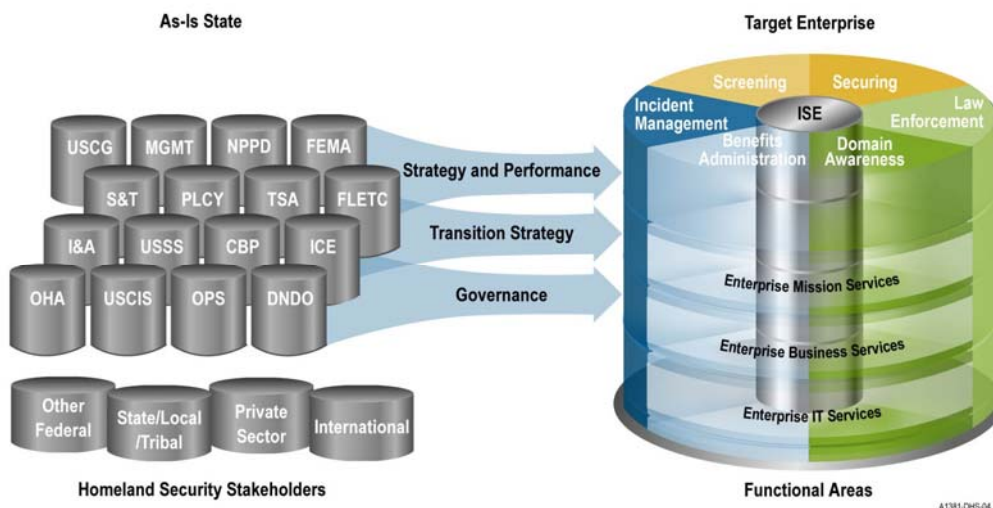 As-Is State
Target Enterprise
Screening
Securing
Incident
Management
ISE
Law
Enforcement
Benefits
Administration
Domain
Awareness
USCG
MGMT
NPPD
FEMA
S&T
PLCY
TSA
FLETC
I&A
USSS
CBP
ICE
OHA
USCIS
OPS
DNDO
Strategy and Performance
Transition Strategy
Governance
Enterprise Mission Services
Enterprise Business Services
Enterprise IT Services
Other
Federal
State/Local
/Tribal
Private
Sector
International
Homeland Security Stakeholders
Functional Areas
A1381-DHS-04